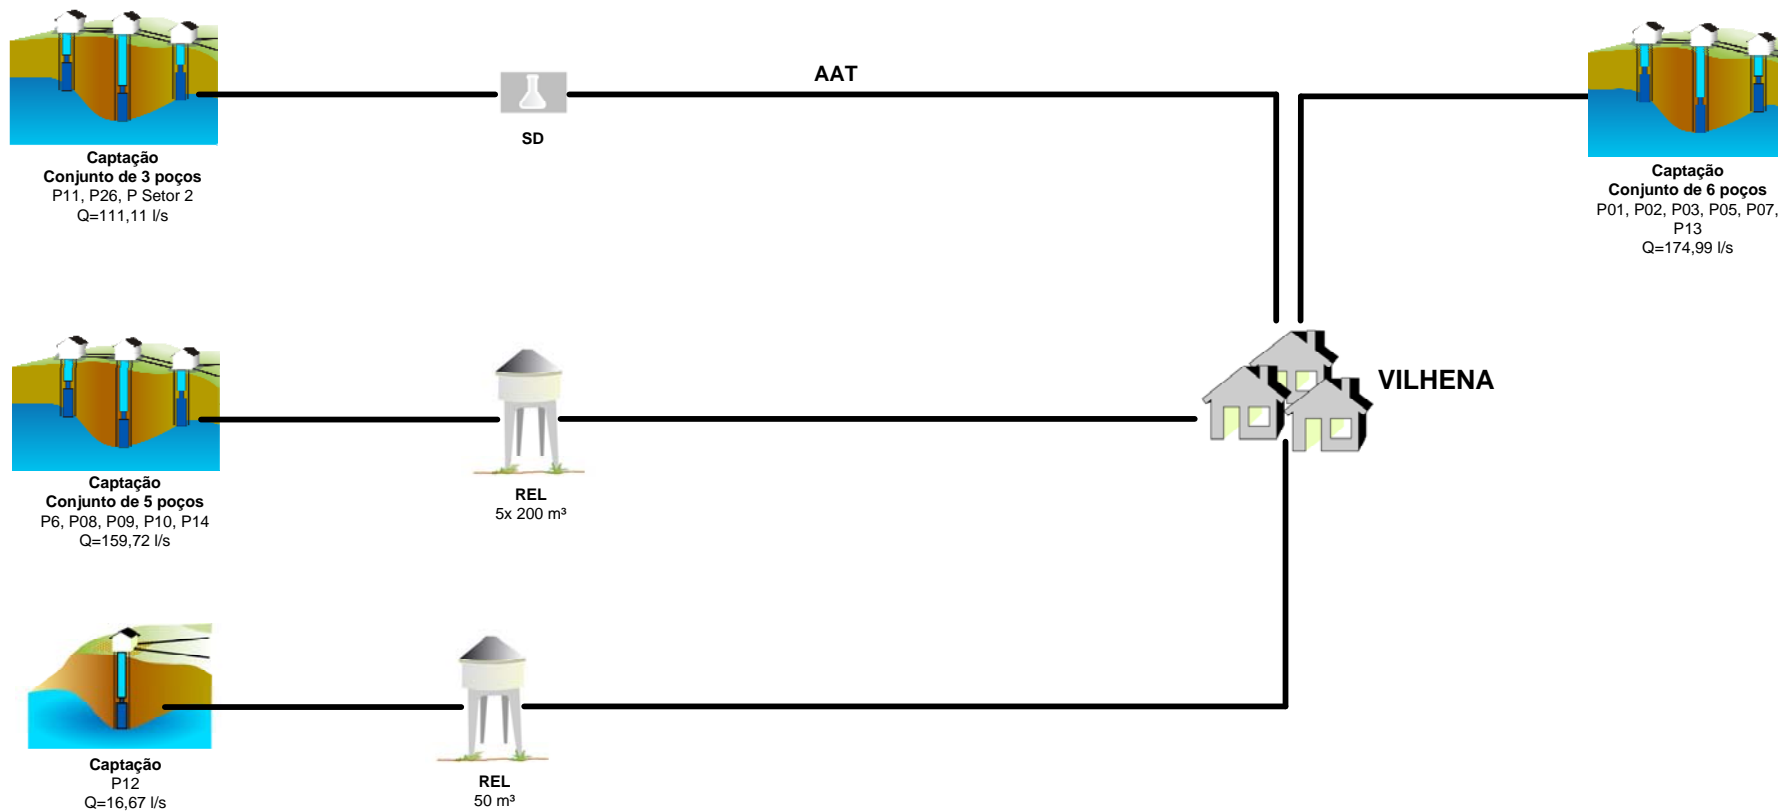 AAT
SD
Captação
Conjunto de 3 poços
P11, P26, P Setor 2
Q=111,11 l/s
Captação
Conjunto de 6 poços
P01, P02, P03, P05, P07,
P13
Q=174,99 l/s
VILHENA
Captação
Conjunto de 5 poços
P6, P08, P09, P10, P14
Q=159,72 l/s
REL
5x 200 m³
Captação
P12
Q=16,67 l/s
REL
50 m³